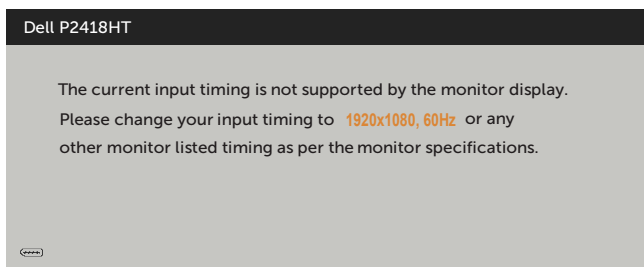 Dell P2418HT
The current input timing is not supported by the monitor display.
Please change your input timing to 1920x1080, 60Hz or any
other monitor listed timing as per the monitor specifications.